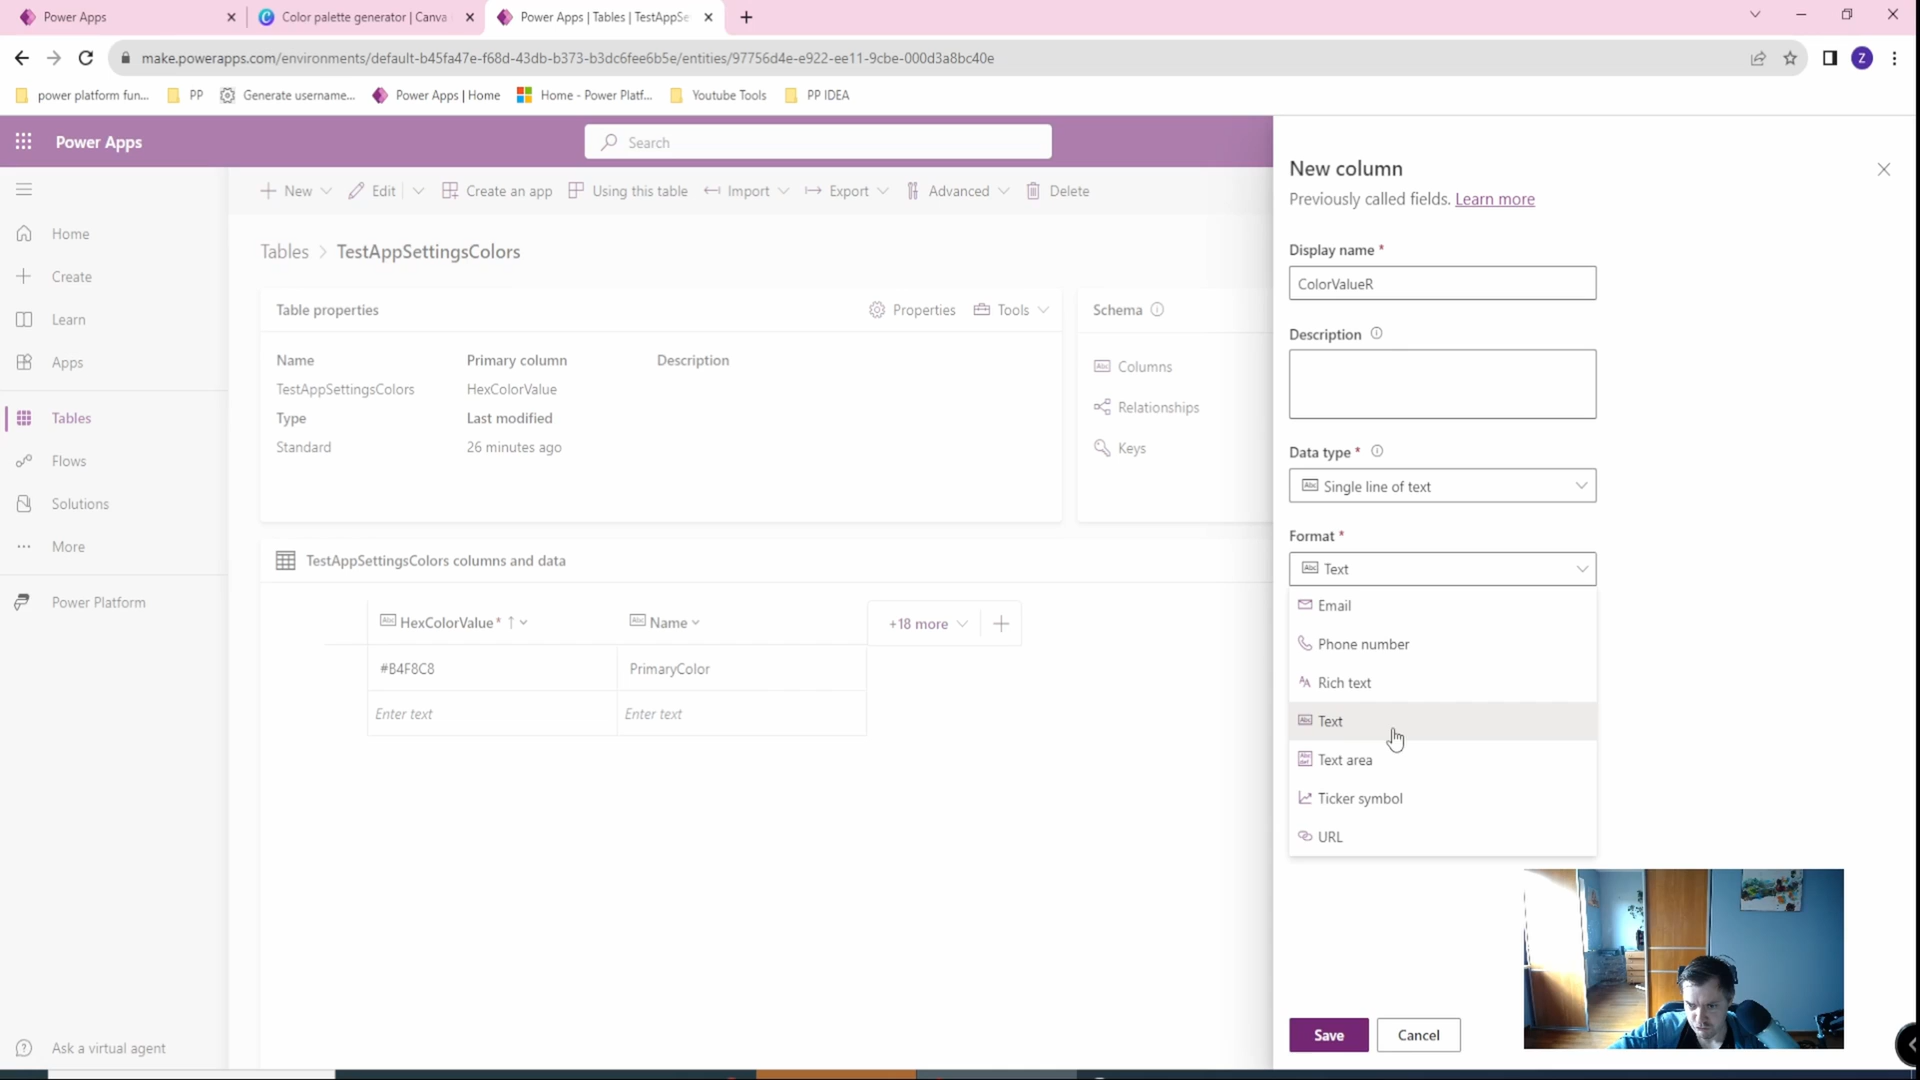 Power Apps
Color palette generator | Canva
Power Apps | Tables | TestAppSe
make.powerapps.com/environments/default-b45fa47e-f68d-43db-b373-b3dc6fee6b5e/entities/97756d4e-e922-ee11-9cbe-000d3a8bc40e
Z
power platform fun...
PP
Generate username...
Power Apps | Home
Home - Power Platf...
Youtube Tools
PP IDEA
Power Apps
Search
New
Edit
Create an app
Using this table
Import
Export
Advanced
Delete
Home
Create
Learn
Apps
Tables
Flows
Solutions
More
Power Platform
Ask a virtual agent
Tables > TestAppSettingsColors
Table properties
Properties
Tools
Name
Primary column
Description
TestAppSettingsColors
HexColorValue
Type
Last modified
Standard
26 minutes ago
Schema
Columns
Relationships
Keys
TestAppSettingsColors columns and data
HexColorValue *
Name
+18 more
#B4F8C8
PrimaryColor
Enter text
Enter text
New column
Previously called fields. Learn more
Display name *
ColorValueR
Description
Data type *
Abc Single line of text
Format *
Abc Text
Email
Phone number
Rich text
Abc Text
Text area
Ticker symbol
URL
Save
Cancel